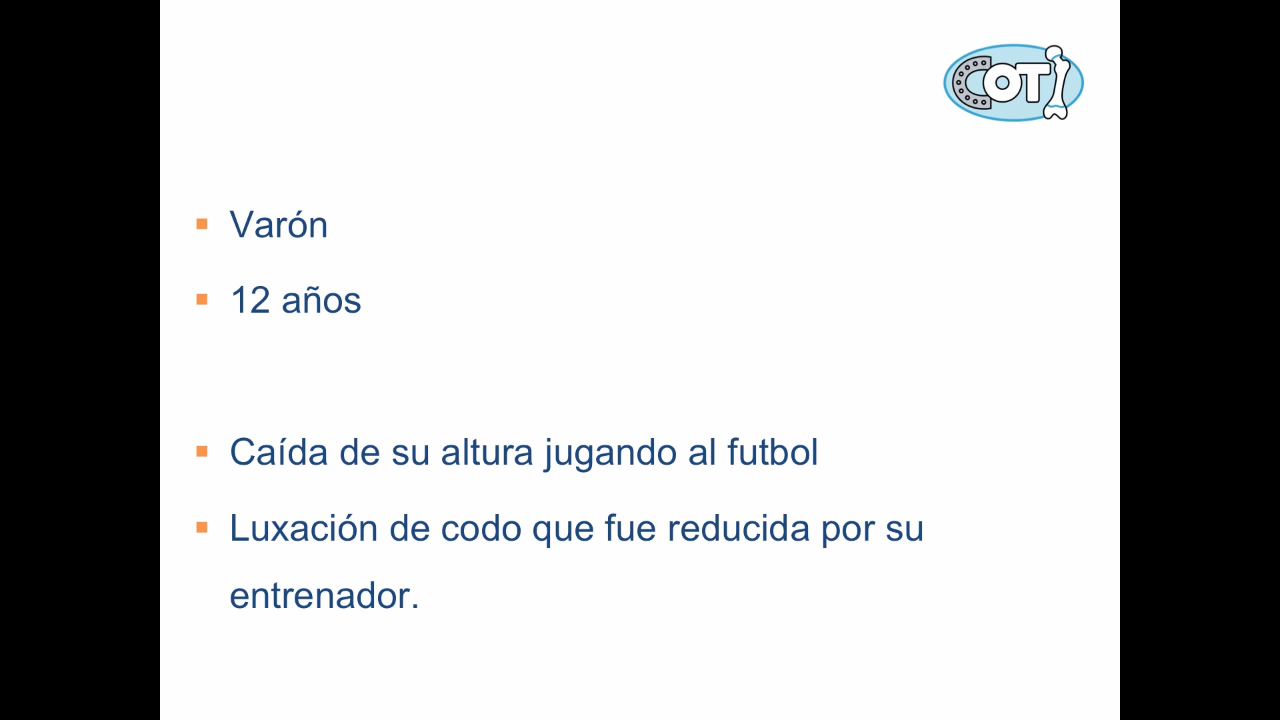 COTI
Varón
12 años
Caída de su altura jugando al futbol
Luxación de codo que fue reducida por su
entrenador.